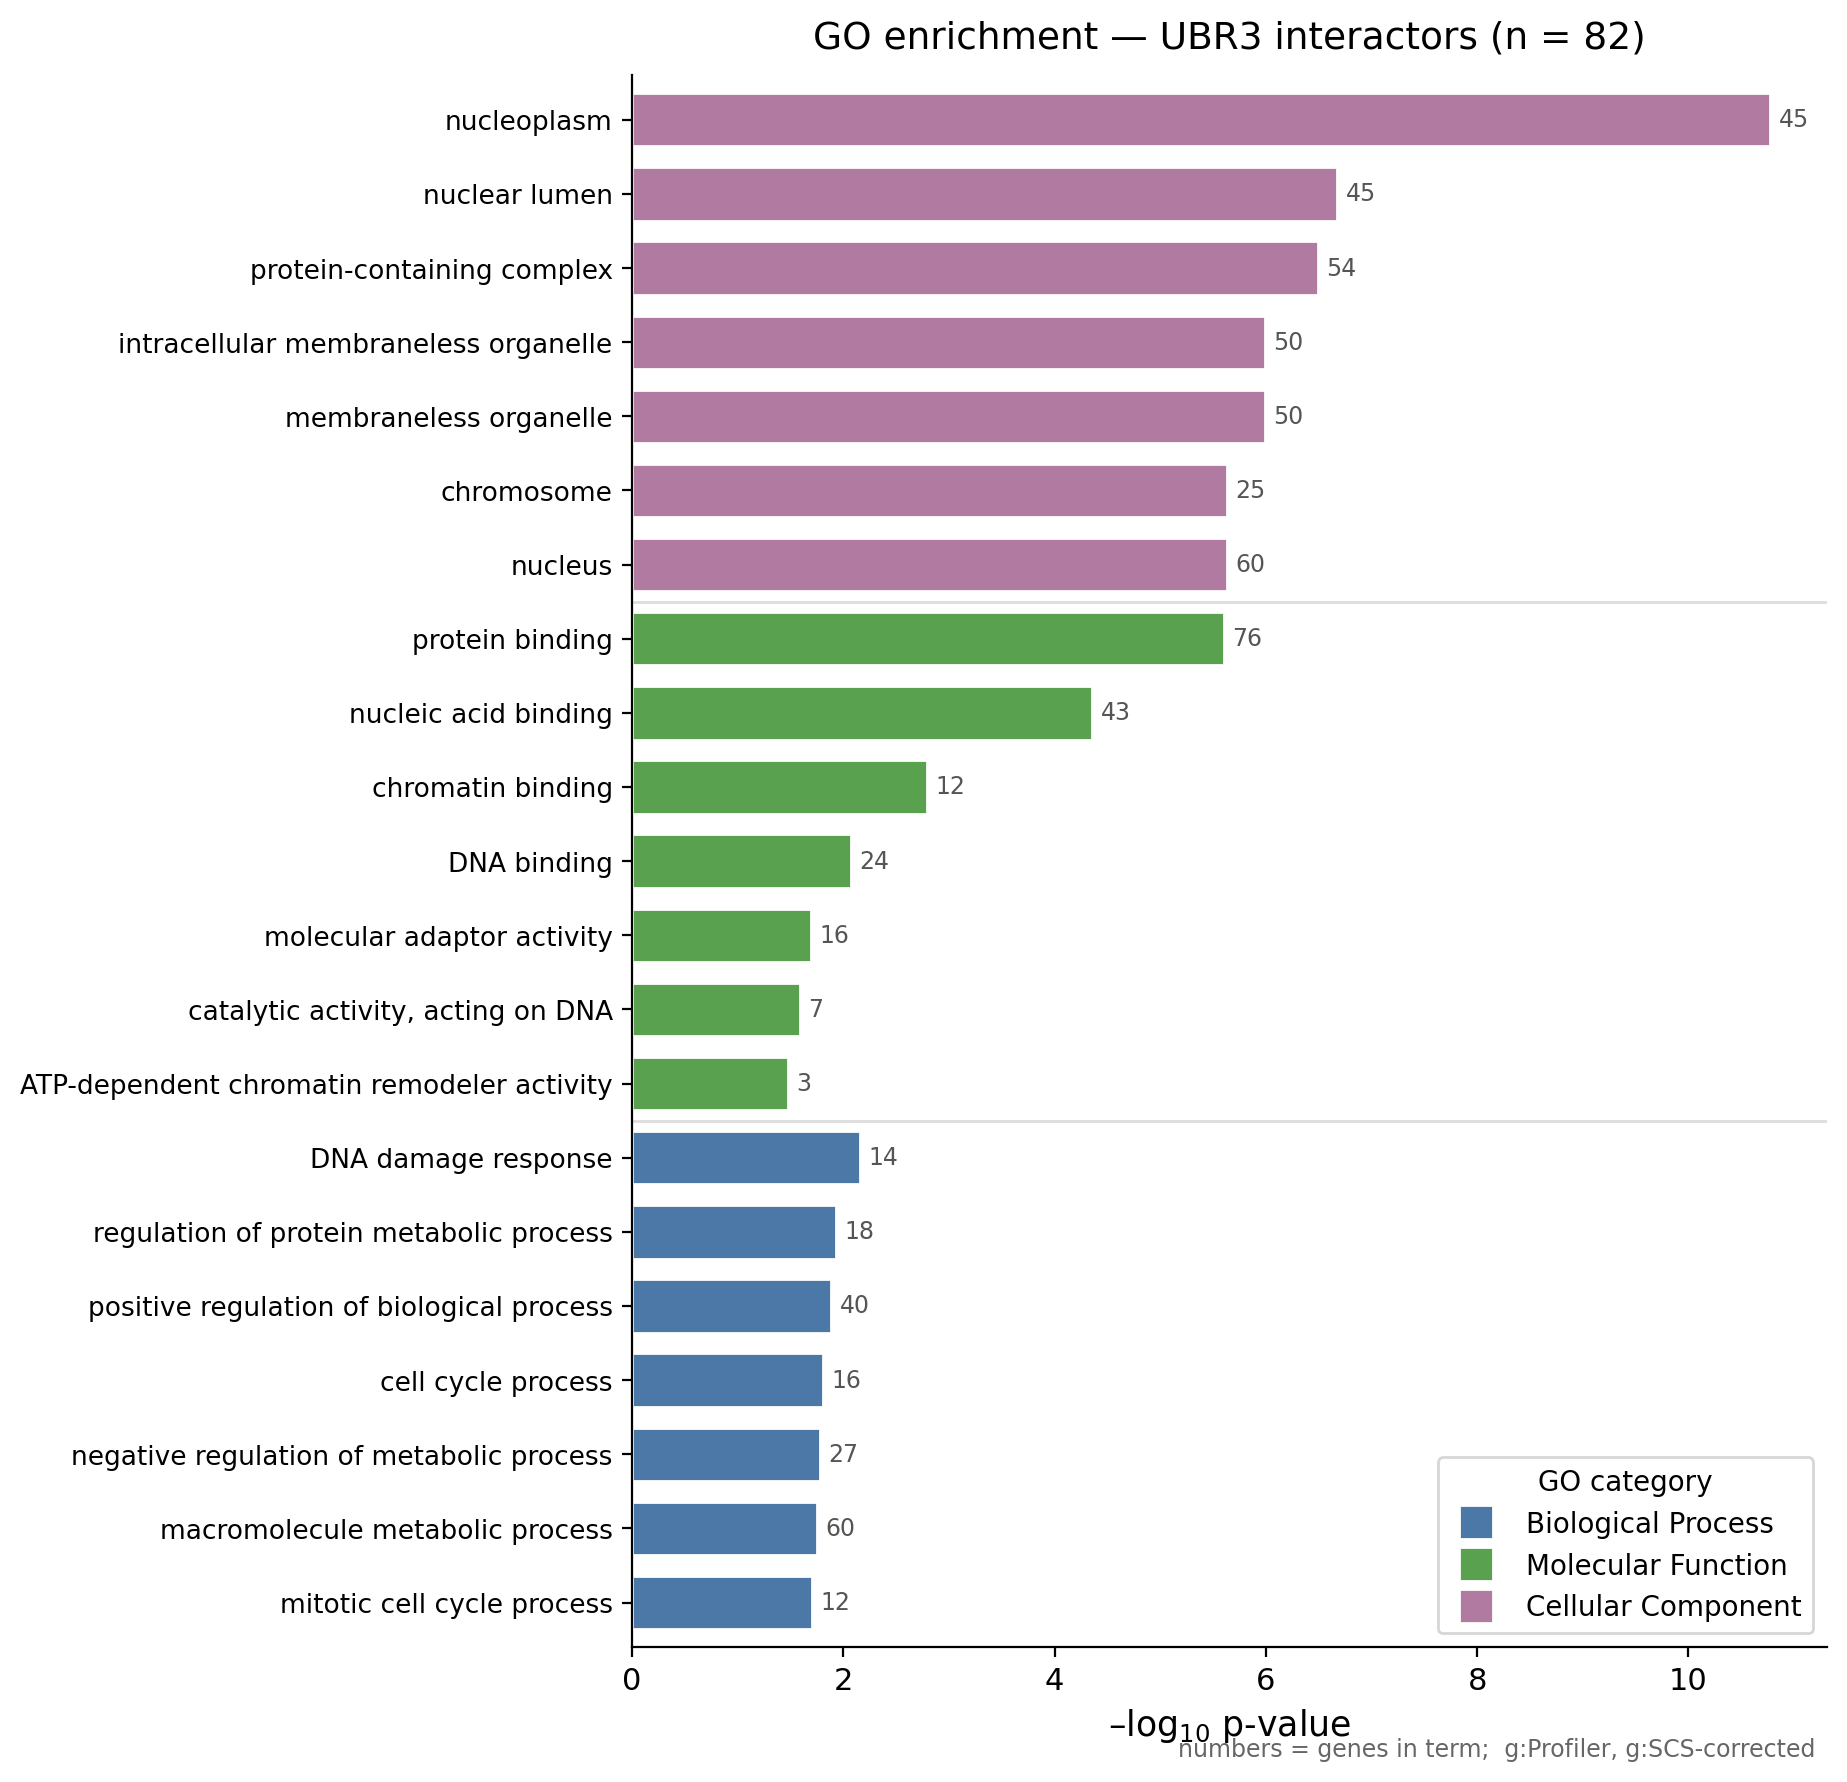 GO enrichment — UBR3 interactors (n = 82)
nucleoplasm 45
nuclear lumen 45
protein-containing complex 54
intracellular membraneless organelle 50
membraneless organelle 50
chromosome 25
nucleus 60
protein binding 76
nucleic acid binding 43
chromatin binding 12
DNA binding 24
molecular adaptor activity 16
catalytic activity, acting on DNA 7
ATP-dependent chromatin remodeler activity 3
DNA damage response 14
regulation of protein metabolic process 18
positive regulation of biological process 40
cell cycle process 16
negative regulation of metabolic process 27
macromolecule metabolic process 60
mitotic cell cycle process 12
GO category
Biological Process
Molecular Function
Cellular Component
0 2 4 6 8 10
–log₁₀ p-value
numbers = genes in term; g:Profiler, g:SCS-corrected